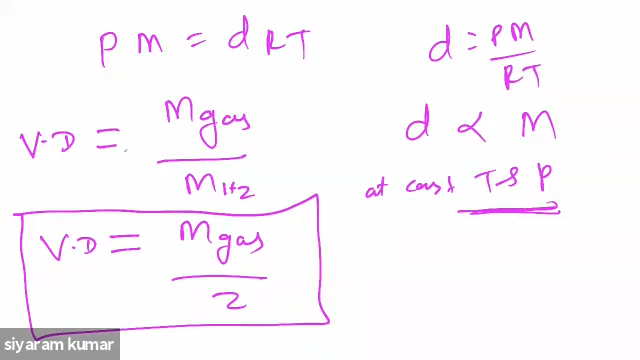 PM = dRT
V.D = Mgas / MH2
V.D = Mgas / 2
d = PM / RT
d ∝ M
at const T & P
siyaram kumar